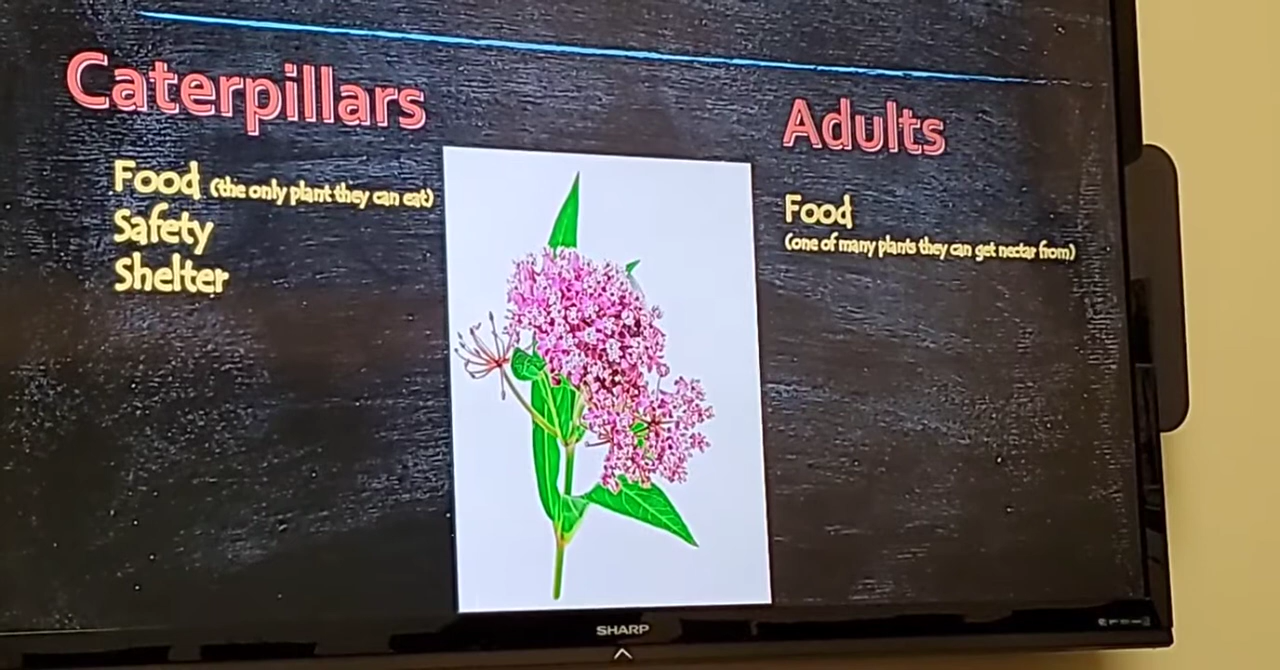 Caterpillars
Food (the only plant they can eat)
Safety
Shelter
Adults
Food
(one of many plants they can get nectar from)
SHARP